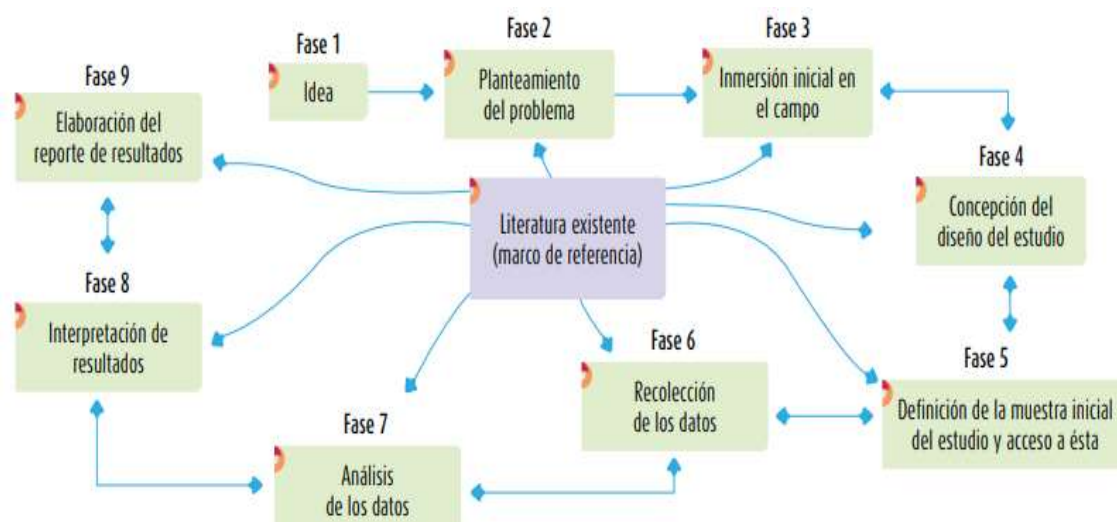 Fase 1
Idea
Fase 2
Planteamiento
del problema
Fase 3
Inmersión inicial en
el campo
Fase 4
Concepción del
diseño del estudio
Fase 5
Definición de la muestra inicial
del estudio y acceso a ésta
Fase 6
Recolección
de los datos
Fase 7
Análisis
de los datos
Fase 8
Interpretación de
resultados
Fase 9
Elaboración del
reporte de resultados
Literatura existente
(marco de referencia)